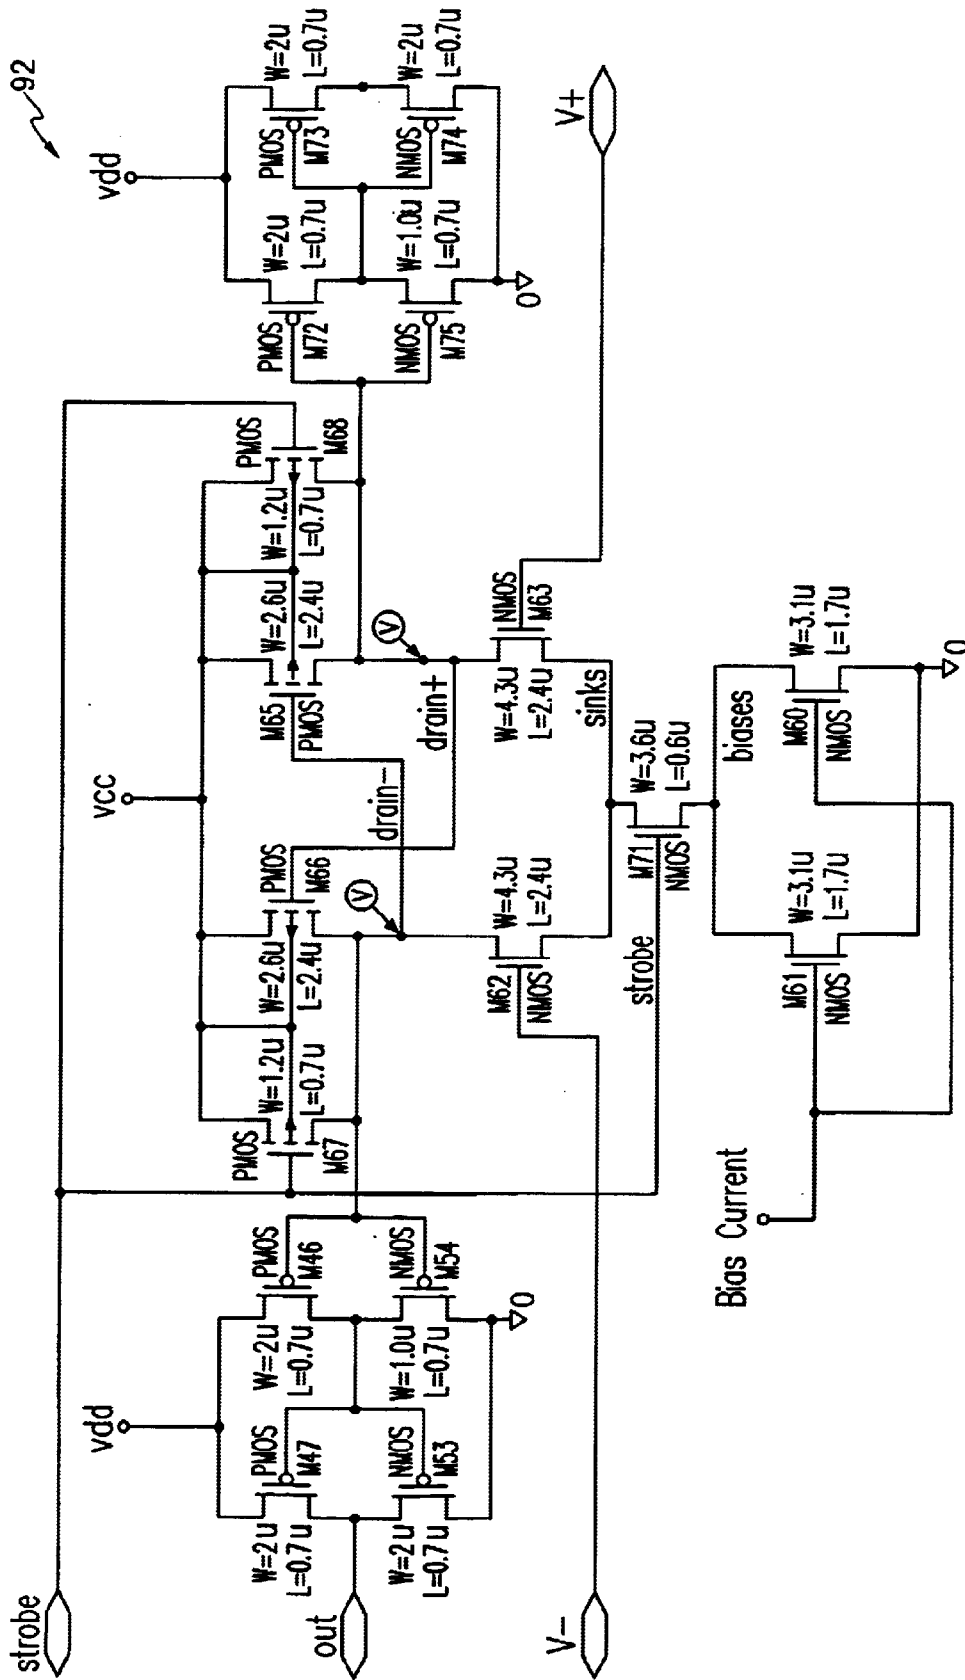 strobe
out
V−
vdd
W=2u
L=0.7u
PMOS
M47
W=2u
L=0.7u
NMOS
M53
W=2u
L=0.7u
PMOS
M46
W=1.0u
L=0.7u
NMOS
M54
0
Bias Current
vcc
PMOS
M67
W=1.2u
L=0.7u
W=2.6u
L=2.4u
PMOS
M66
V
drain−
M65
PMOS
W=2.6u
L=2.4u
W=1.2u
L=0.7u
PMOS
M68
drain+
V
M62
NMOS
W=4.3u
L=2.4u
W=4.3u
L=2.4u
NMOS
M63
sinks
strobe
M71
NMOS
W=3.6u
L=0.6u
biases
M61
NMOS
W=3.1u
L=1.7u
M60
NMOS
W=3.1u
L=1.7u
0
vdd
PMOS
M72
W=2u
L=0.7u
NMOS
M75
W=1.0u
L=0.7u
PMOS
M73
W=2u
L=0.7u
NMOS
M74
W=2u
L=0.7u
0
V+
92